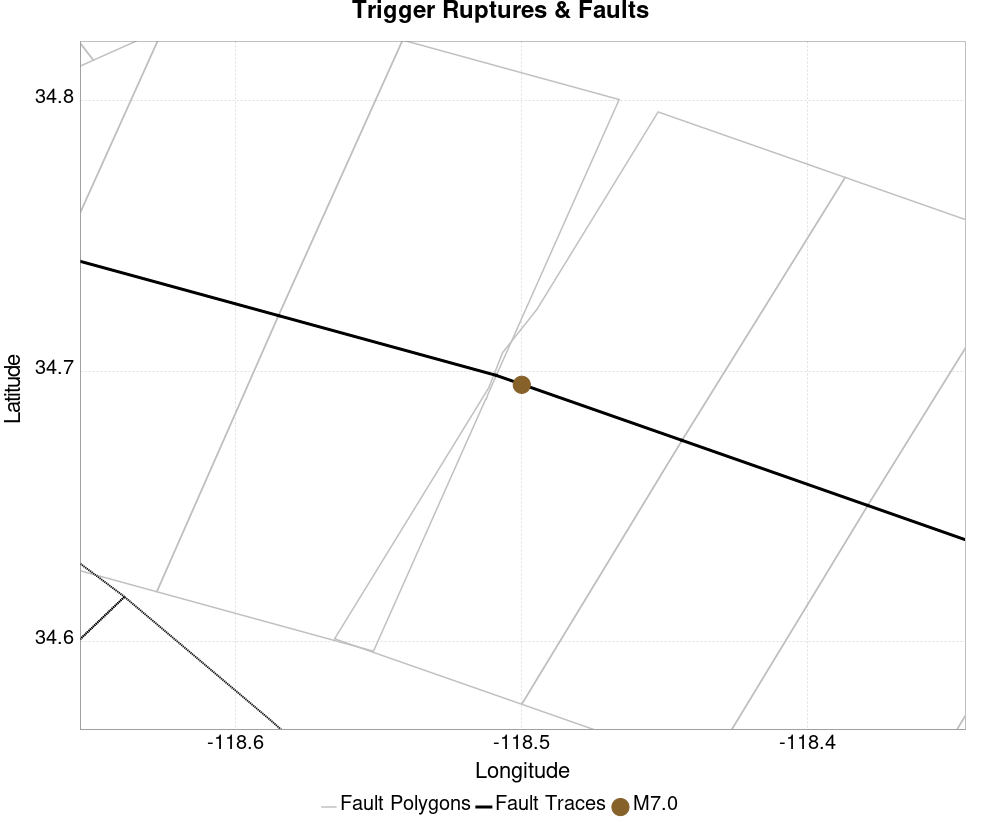 Trigger Ruptures & Faults
34.8
34.7
34.6
Latitude
-118.6
-118.5
-118.4
Longitude
Fault Polygons
Fault Traces
M7.0